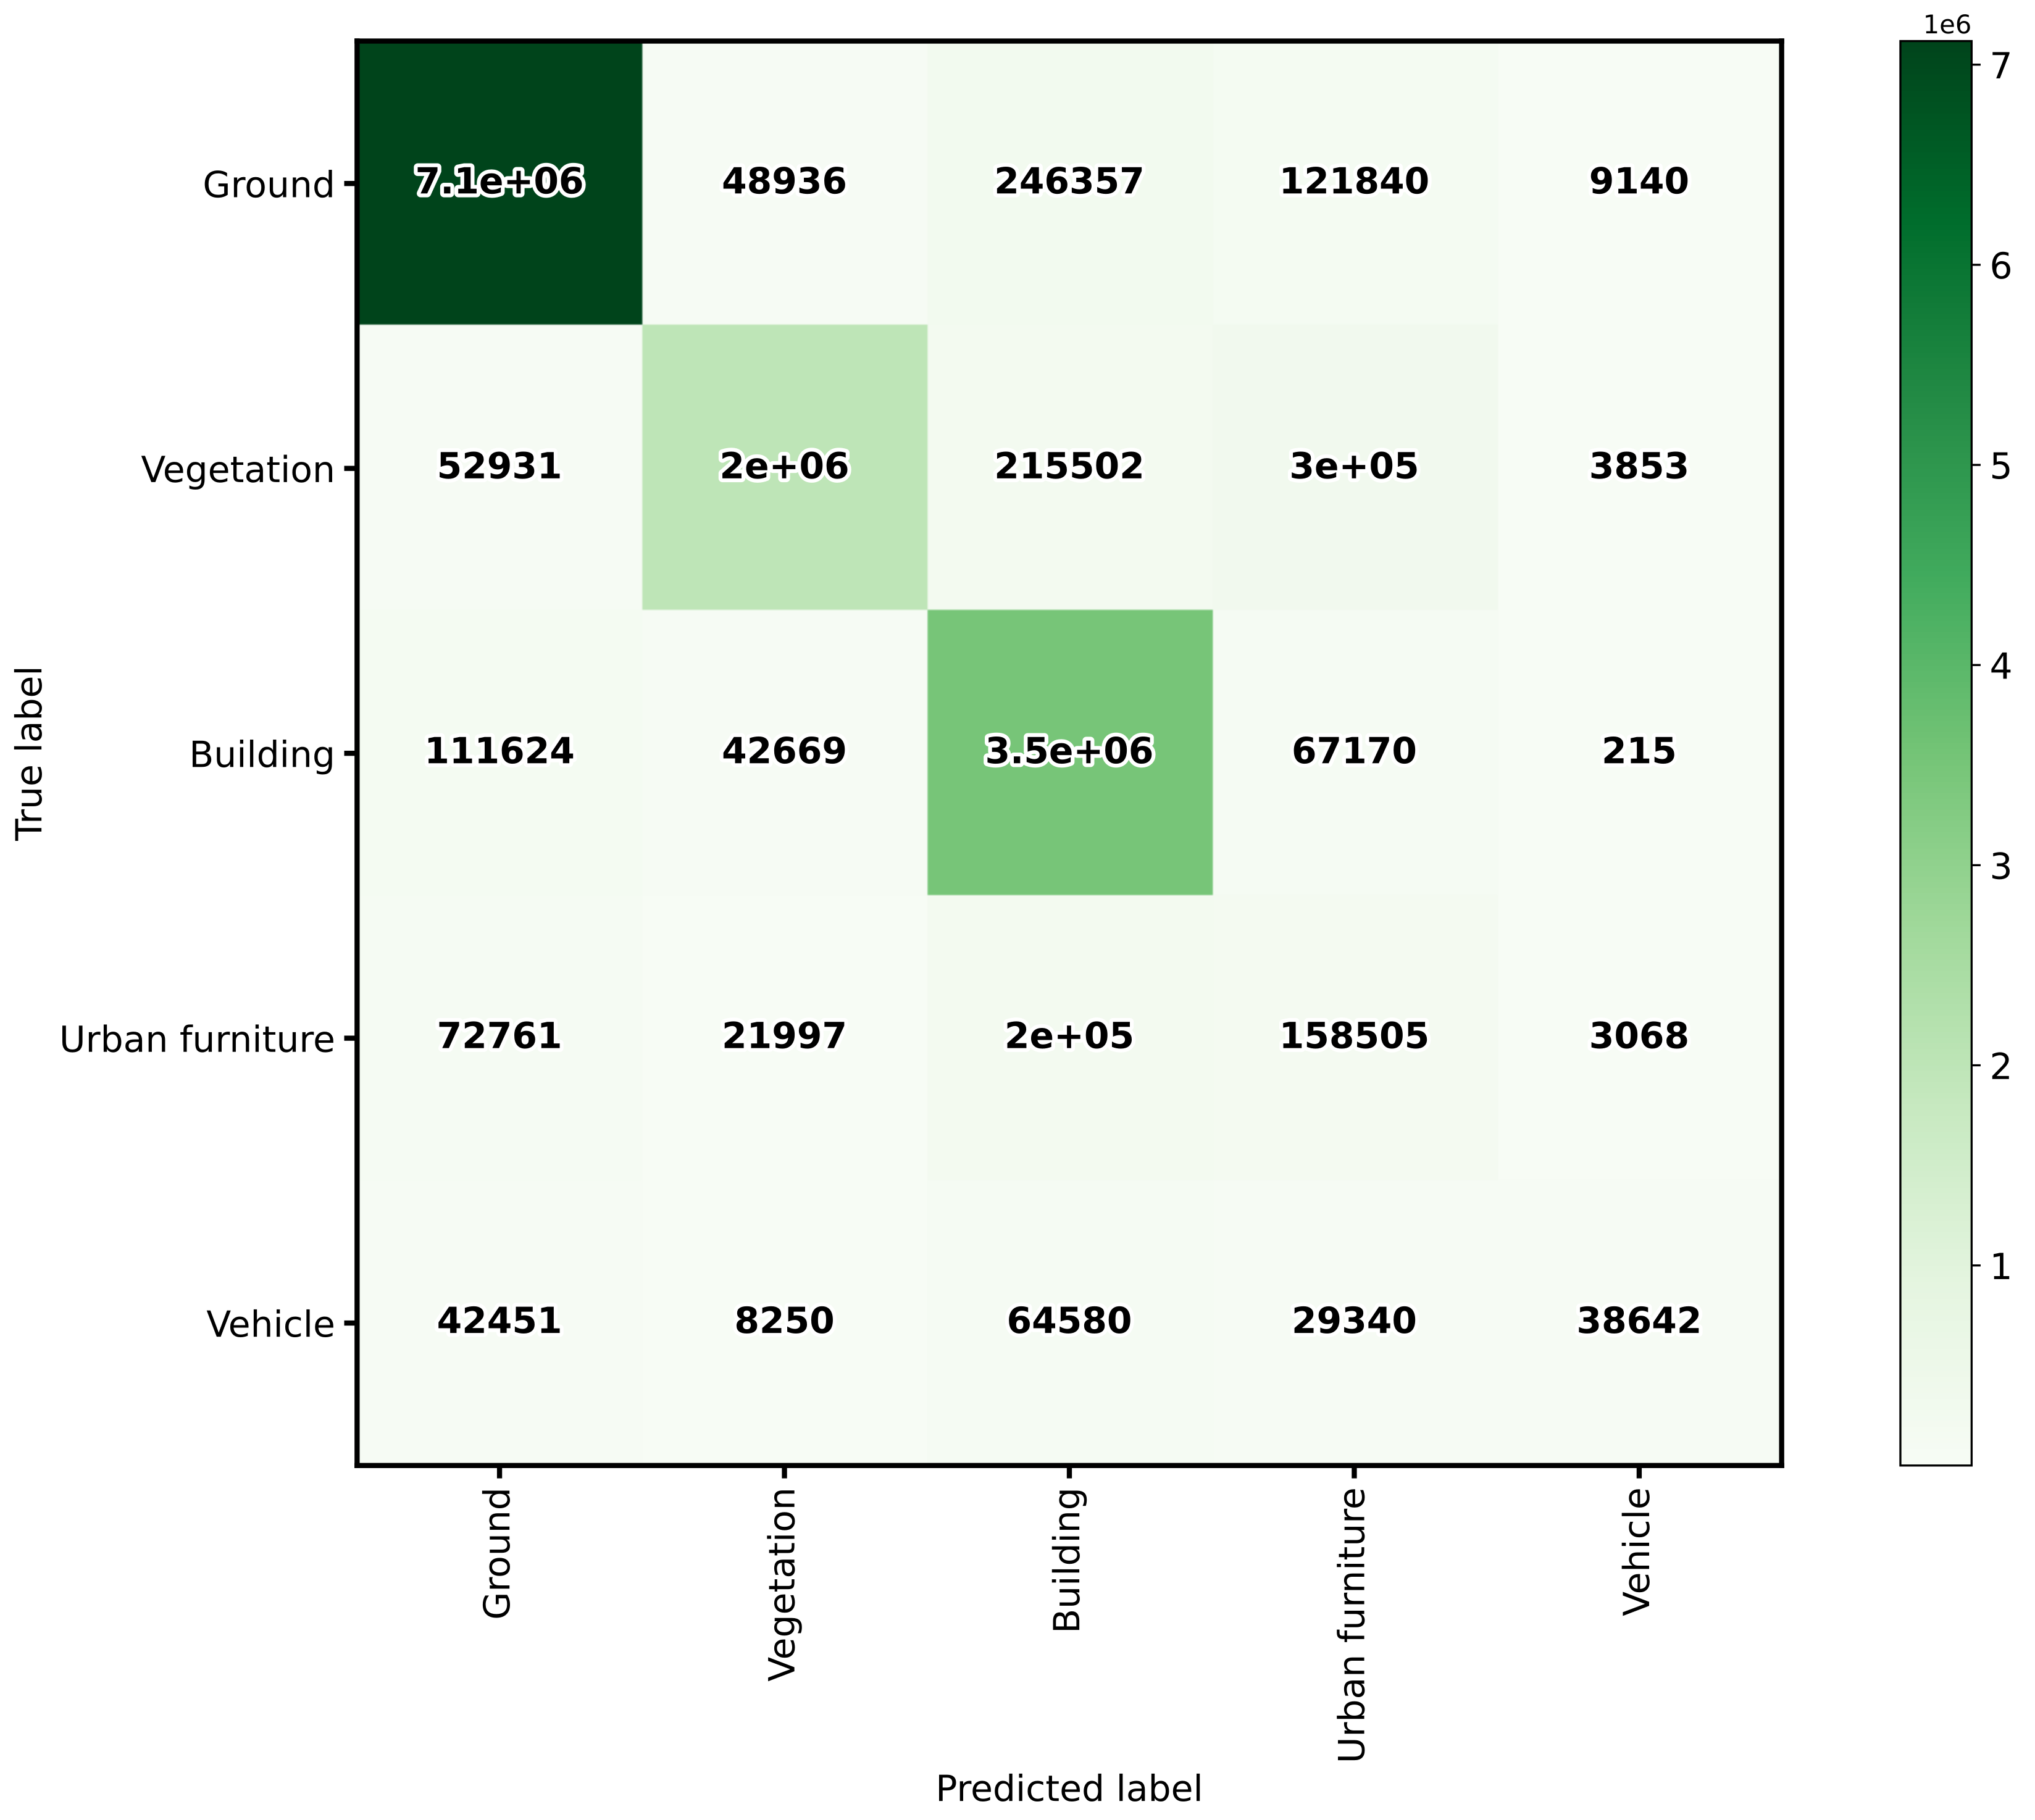 1e6
7
6
5
4
3
2
1
True label
Ground 7.1e+06 48936 246357 121840 9140
Vegetation 52931 2e+06 215502 3e+05 3853
Building 111624 42669 3.5e+06 67170 215
Urban furniture 72761 21997 2e+05 158505 3068
Vehicle 42451 8250 64580 29340 38642
Ground
Vegetation
Building
Urban furniture
Vehicle
Predicted label